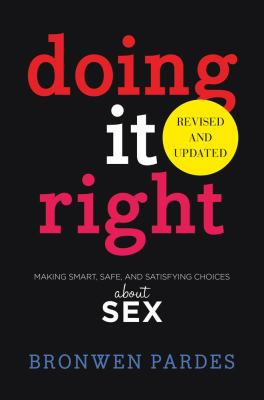 doing
it
right
REVISED
AND
UPDATED
MAKING SMART, SAFE, AND SATISFYING CHOICES
about
SEX
BRONWEN PARDES